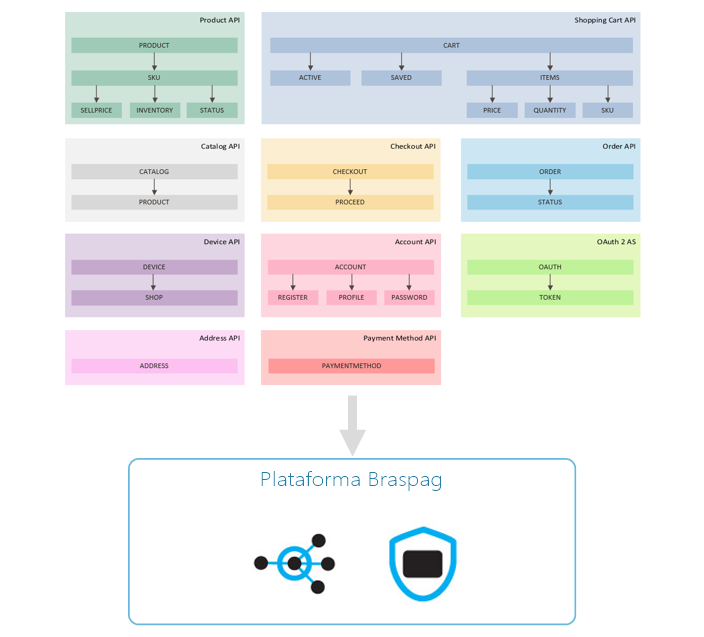 Product API
PRODUCT
SKU
SELLPRICE
INVENTORY
STATUS
Shopping Cart API
CART
ACTIVE
SAVED
ITEMS
PRICE
QUANTITY
SKU
Catalog API
CATALOG
PRODUCT
Checkout API
CHECKOUT
PROCEED
Order API
ORDER
STATUS
Device API
DEVICE
SHOP
Account API
ACCOUNT
REGISTER
PROFILE
PASSWORD
OAuth 2 AS
OAUTH
TOKEN
Address API
ADDRESS
Payment Method API
PAYMENTMETHOD
Plataforma Braspag